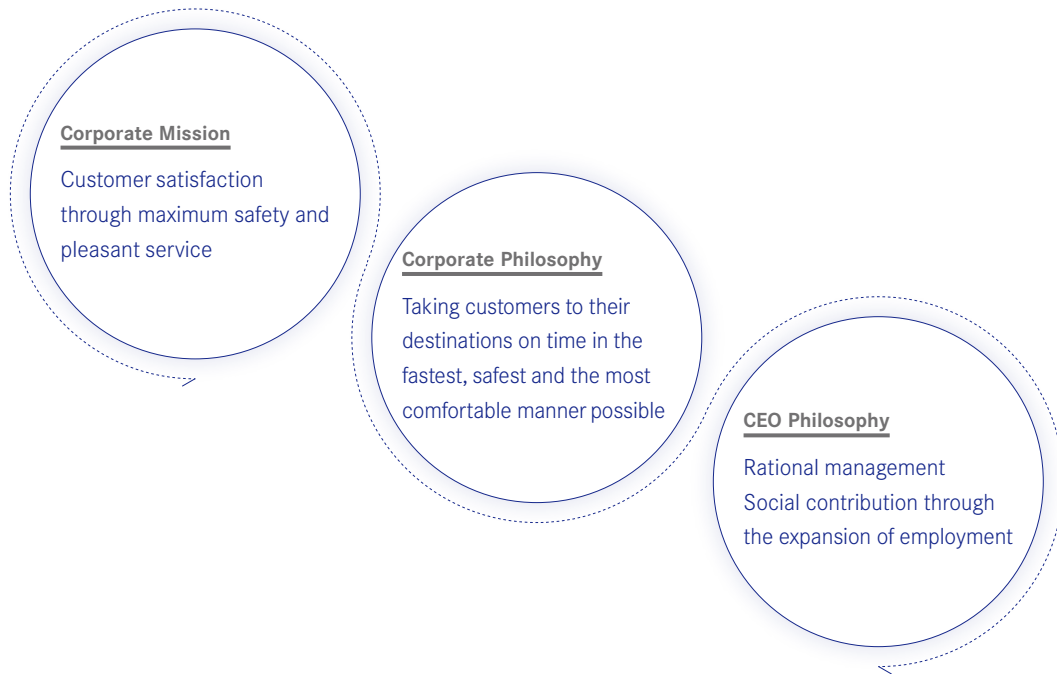 Corporate Mission
Customer satisfaction
through maximum safety and
pleasant service
Corporate Philosophy
Taking customers to their
destinations on time in the
fastest, safest and the most
comfortable manner possible
CEO Philosophy
Rational management
Social contribution through
the expansion of employment